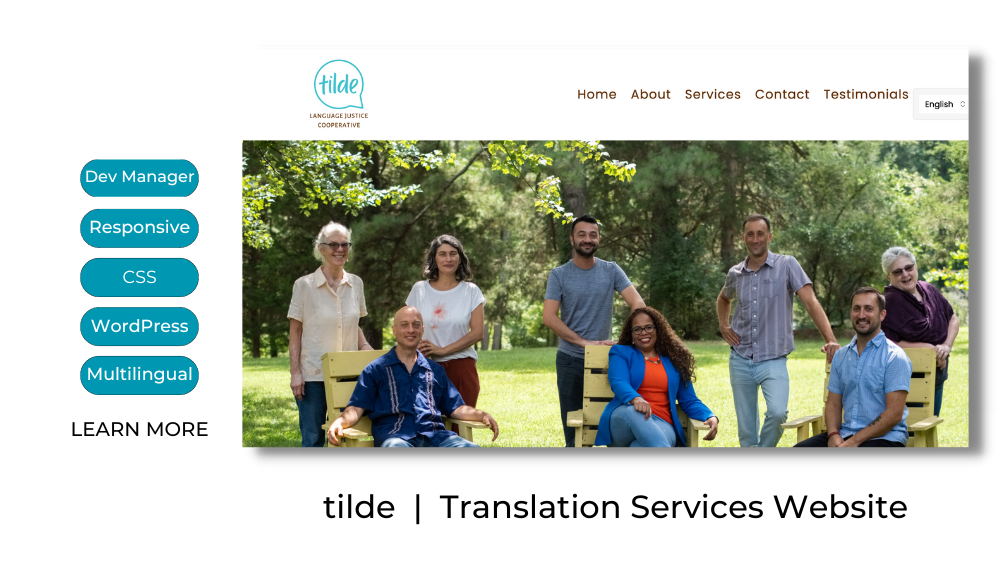 tilde
LANGUAGE JUSTICE
COOPERATIVE
Home About Services Contact Testimonials
English
Dev Manager
Responsive
CSS
WordPress
Multilingual
LEARN MORE
tilde | Translation Services Website